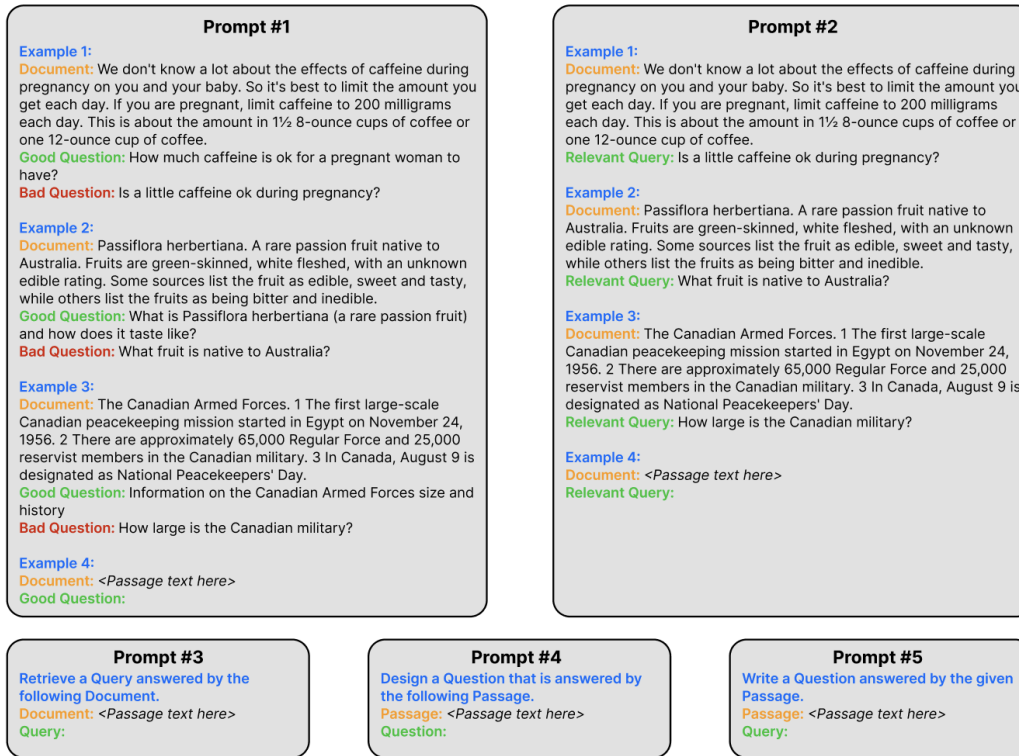 Prompt #1
Example 1:
Document: We don't know a lot about the effects of caffeine during
pregnancy on you and your baby. So it's best to limit the amount you
get each day. If you are pregnant, limit caffeine to 200 milligrams
each day. This is about the amount in 1½ 8-ounce cups of coffee or
one 12-ounce cup of coffee.
Good Question: How much caffeine is ok for a pregnant woman to
have?
Bad Question: Is a little caffeine ok during pregnancy?
Example 2:
Document: Passiflora herbertiana. A rare passion fruit native to
Australia. Fruits are green-skinned, white fleshed, with an unknown
edible rating. Some sources list the fruit as edible, sweet and tasty,
while others list the fruits as being bitter and inedible.
Good Question: What is Passiflora herbertiana (a rare passion fruit)
and how does it taste like?
Bad Question: What fruit is native to Australia?
Example 3:
Document: The Canadian Armed Forces. 1 The first large-scale
Canadian peacekeeping mission started in Egypt on November 24,
1956. 2 There are approximately 65,000 Regular Force and 25,000
reservist members in the Canadian military. 3 In Canada, August 9 is
designated as National Peacekeepers' Day.
Good Question: Information on the Canadian Armed Forces size and
history
Bad Question: How large is the Canadian military?
Example 4:
Document: <Passage text here>
Good Question:
Prompt #2
Example 1:
Document: We don't know a lot about the effects of caffeine during
pregnancy on you and your baby. So it's best to limit the amount you
get each day. If you are pregnant, limit caffeine to 200 milligrams
each day. This is about the amount in 1½ 8-ounce cups of coffee or
one 12-ounce cup of coffee.
Relevant Query: Is a little caffeine ok during pregnancy?
Example 2:
Document: Passiflora herbertiana. A rare passion fruit native to
Australia. Fruits are green-skinned, white fleshed, with an unknown
edible rating. Some sources list the fruit as edible, sweet and tasty,
while others list the fruits as being bitter and inedible.
Relevant Query: What fruit is native to Australia?
Example 3:
Document: The Canadian Armed Forces. 1 The first large-scale
Canadian peacekeeping mission started in Egypt on November 24,
1956. 2 There are approximately 65,000 Regular Force and 25,000
reservist members in the Canadian military. 3 In Canada, August 9 is
designated as National Peacekeepers' Day.
Relevant Query: How large is the Canadian military?
Example 4:
Document: <Passage text here>
Relevant Query:
Prompt #3
Retrieve a Query answered by the
following Document.
Document: <Passage text here>
Query:
Prompt #4
Design a Question that is answered by
the following Passage.
Passage: <Passage text here>
Question:
Prompt #5
Write a Question answered by the given
Passage.
Passage: <Passage text here>
Query: